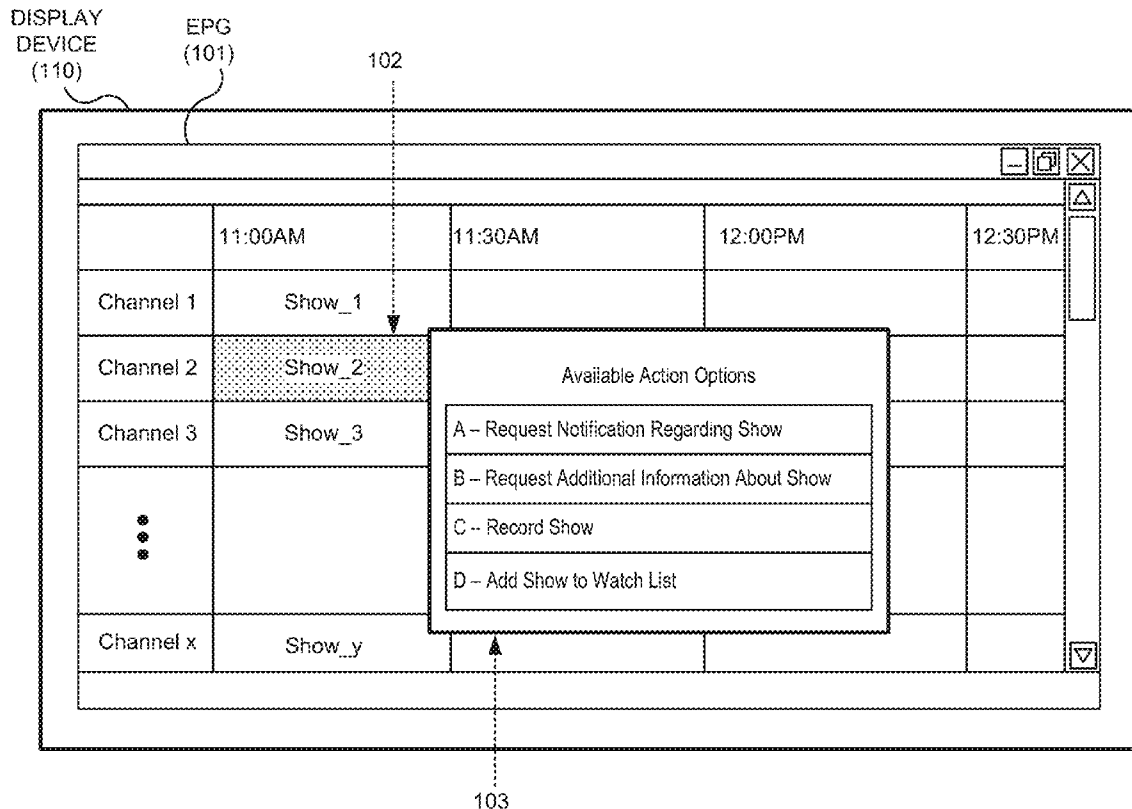 DISPLAY
DEVICE
(110)
EPG
(101)
102
11:00AM 11:30AM 12:00PM 12:30PM
Channel 1 Show_1
Channel 2 Show_2
Channel 3 Show_3
Channel x Show_y
Available Action Options
A – Request Notification Regarding Show
B – Request Additional Information About Show
C – Record Show
D – Add Show to Watch List
103